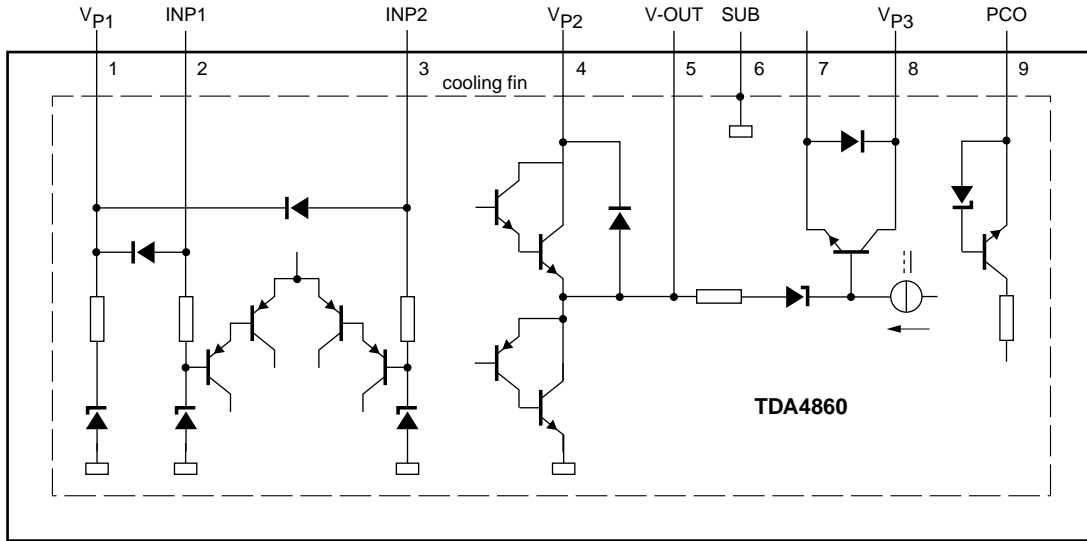 VP1 INP1 INP2 VP2 V-OUT SUB VP3 PCO
1 2 3 4 5 6 7 8 9
cooling fin
TDA4860